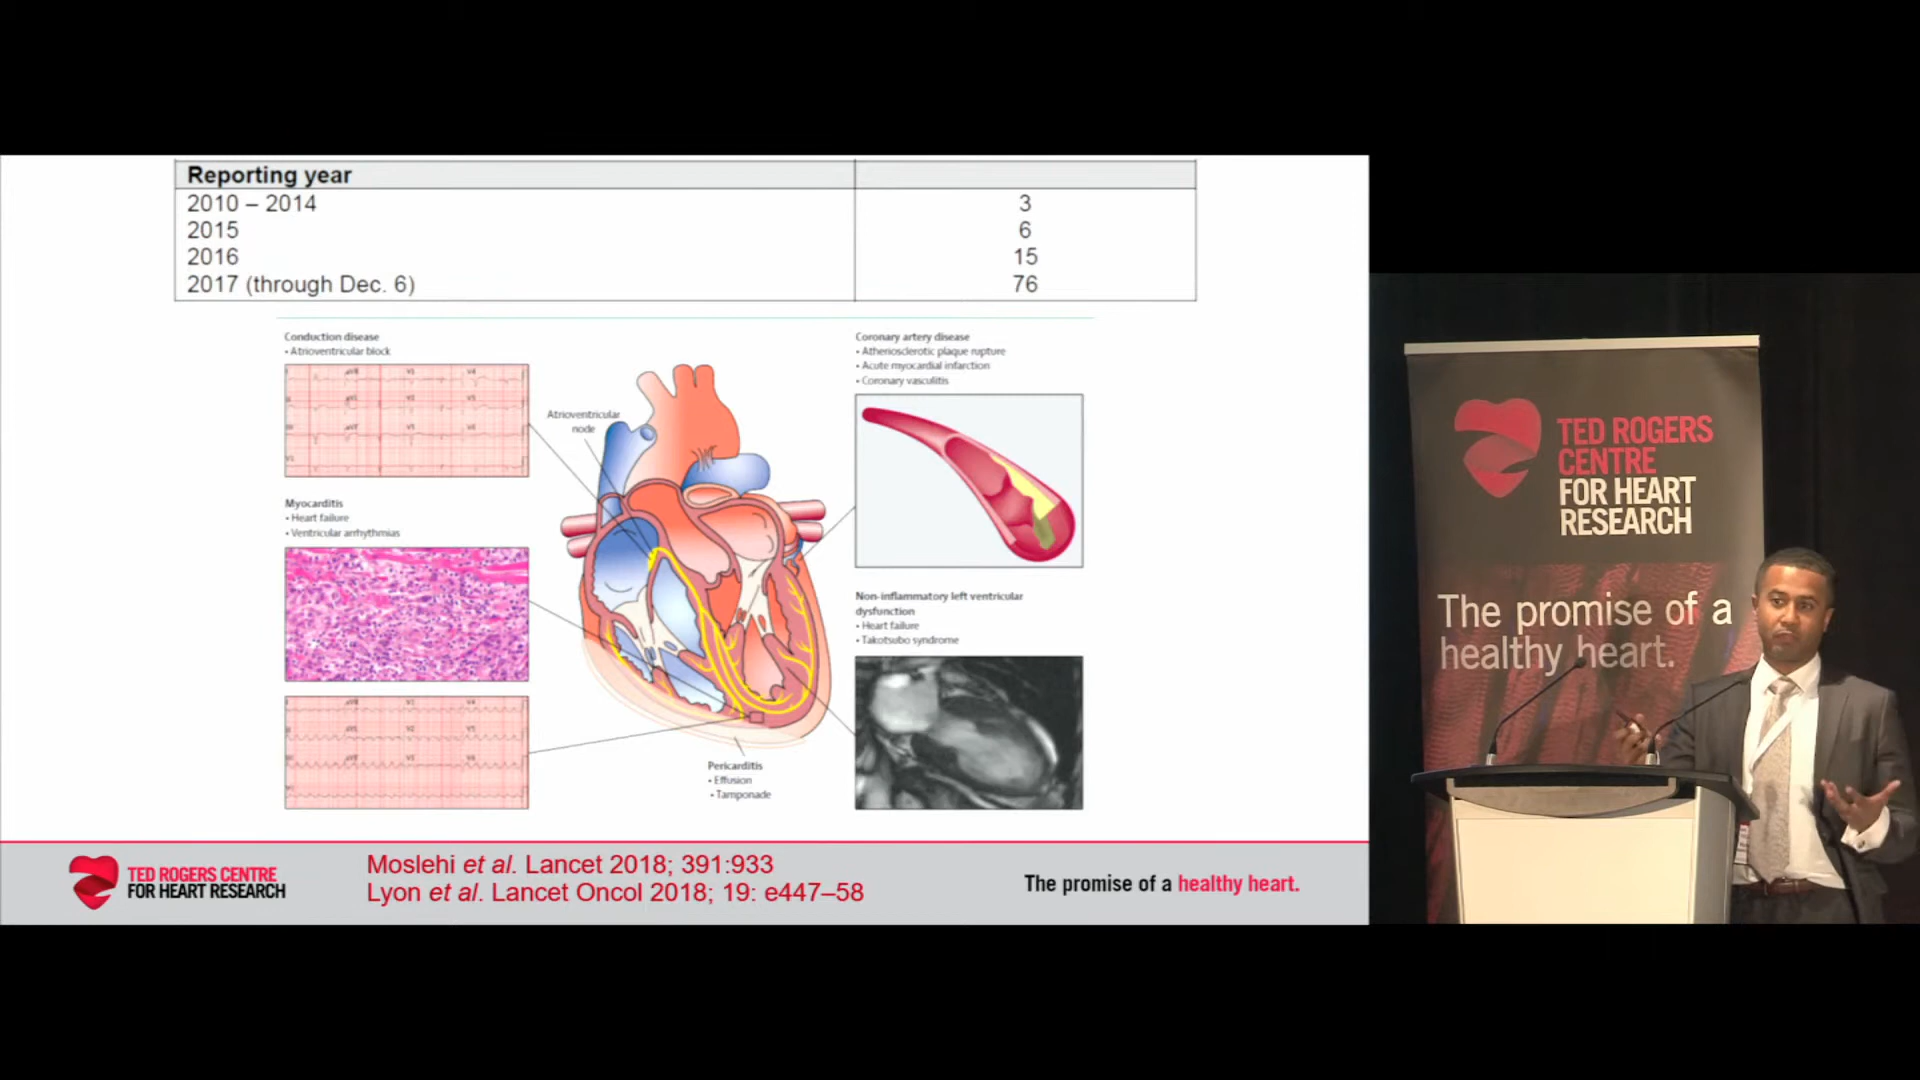 Reporting year
2010 – 2014 3
2015 6
2016 15
2017 (through Dec. 6) 76
Conduction disease
• Atrioventricular block
Atrioventricular
node
Myocarditis
• Heart failure
• Ventricular arrhythmias
Coronary artery disease
• Atheriosclerotic plaque rupture
• Acute myocardial infarction
• Coronary vasculitis
Non-inflammatory left ventricular
dysfunction
• Heart failure
• Takotsubo syndrome
Pericarditis
• Effusion
• Tamponade
TED ROGERS CENTRE
FOR HEART RESEARCH
Moslehi et al. Lancet 2018; 391:933
Lyon et al. Lancet Oncol 2018; 19: e447–58
The promise of a healthy heart.
TED ROGERS
CENTRE
FOR HEART
RESEARCH
The promise of a
healthy heart.